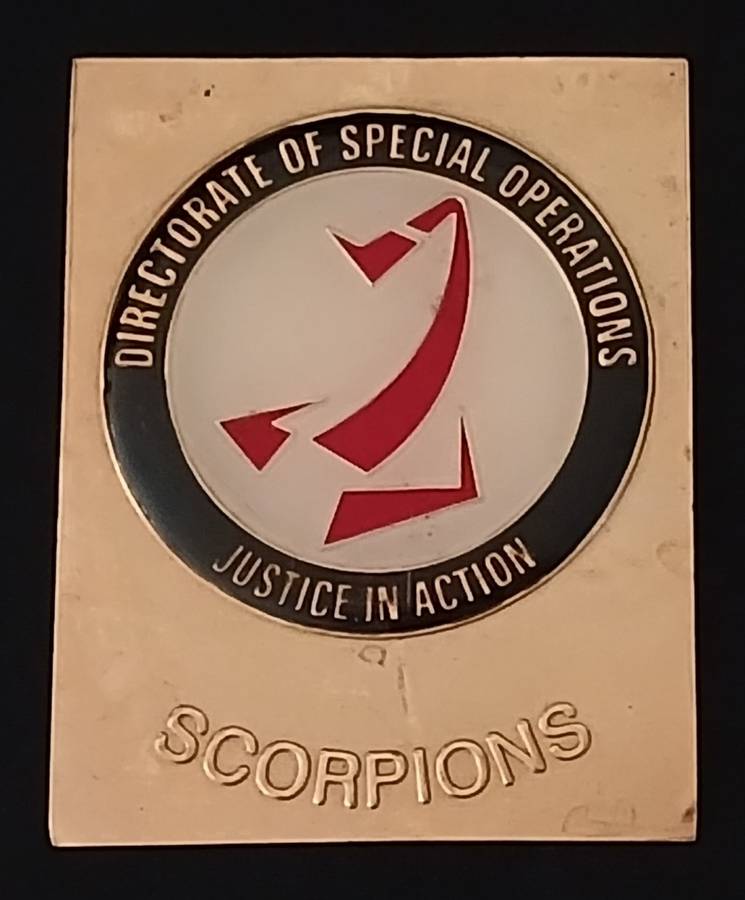 DIRECTORATE OF SPECIAL OPERATIONS
JUSTICE IN ACTION
SCORPIONS